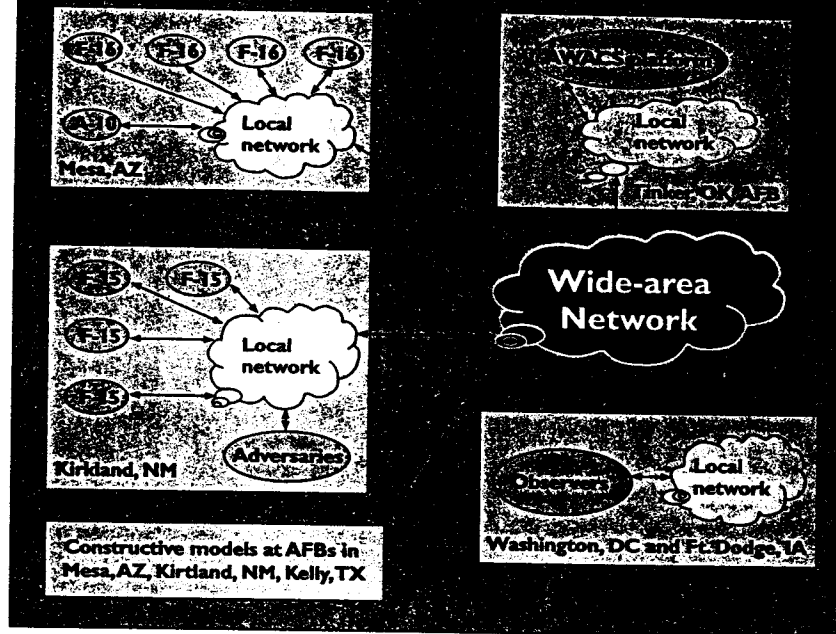 F-16
F-16
F-16
F-16
A-10
Local
network
Mesa, AZ
AWACS platform
Local
network
Tinker, OK AFB
F-15
F-15
F-15
F-15
Local
network
Adversaries
Kirkland, NM
Wide-area
Network
Observers
Local
network
Washington, DC and Ft. Dodge, IA
Constructive models at AFBs in
Mesa, AZ, Kirtland, NM, Kelly, TX